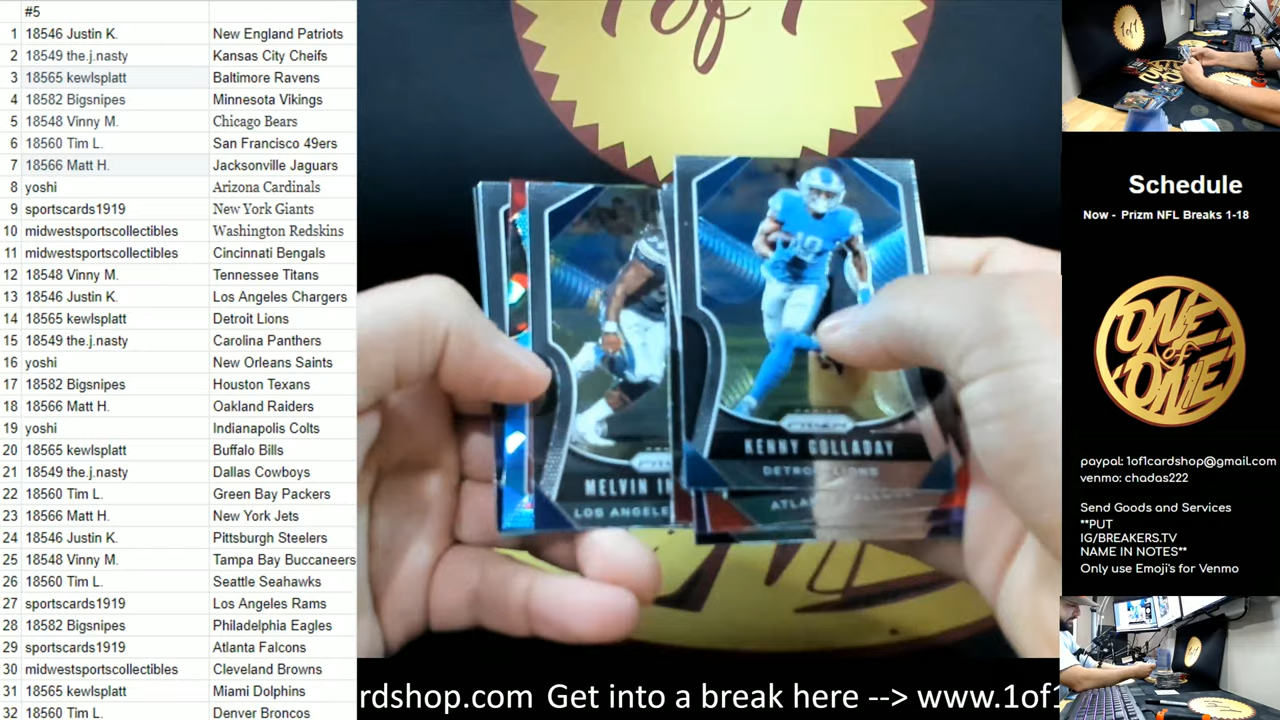 #5
1 18546 Justin K. New England Patriots
2 18549 the.j.nasty Kansas City Cheifs
3 18565 kewlsplatt Baltimore Ravens
4 18582 Bigsnipes Minnesota Vikings
5 18548 Vinny M. Chicago Bears
6 18560 Tim L. San Francisco 49ers
7 18566 Matt H. Jacksonville Jaguars
8 yoshi Arizona Cardinals
9 sportscards1919 New York Giants
10 midwestsportscollectibles Washington Redskins
11 midwestsportscollectibles Cincinnati Bengals
12 18548 Vinny M. Tennessee Titans
13 18546 Justin K. Los Angeles Chargers
14 18565 kewlsplatt Detroit Lions
15 18549 the.j.nasty Carolina Panthers
16 yoshi New Orleans Saints
17 18582 Bigsnipes Houston Texans
18 18566 Matt H. Oakland Raiders
19 yoshi Indianapolis Colts
20 18565 kewlsplatt Buffalo Bills
21 18549 the.j.nasty Dallas Cowboys
22 18560 Tim L. Green Bay Packers
23 18566 Matt H. New York Jets
24 18546 Justin K. Pittsburgh Steelers
25 18548 Vinny M. Tampa Bay Buccaneers
26 18560 Tim L. Seattle Seahawks
27 sportscards1919 Los Angeles Rams
28 18582 Bigsnipes Philadelphia Eagles
29 sportscards1919 Atlanta Falcons
30 midwestsportscollectibles Cleveland Browns
31 18565 kewlsplatt Miami Dolphins
32 18560 Tim L. Denver Broncos
1of1
PRIZM
KENNY GOLLADAY
DETROIT LIONS
MELVIN
LOS ANGELE
Schedule
Now - Prizm NFL Breaks 1-18
ONE
of
ONE
paypal: 1of1cardshop@gmail.com
venmo: chadas222
Send Goods and Services
**PUT
IG/BREAKERS.TV
NAME IN NOTES**
Only use Emoji's for Venmo
rdshop.com Get into a break here --> www.1of1